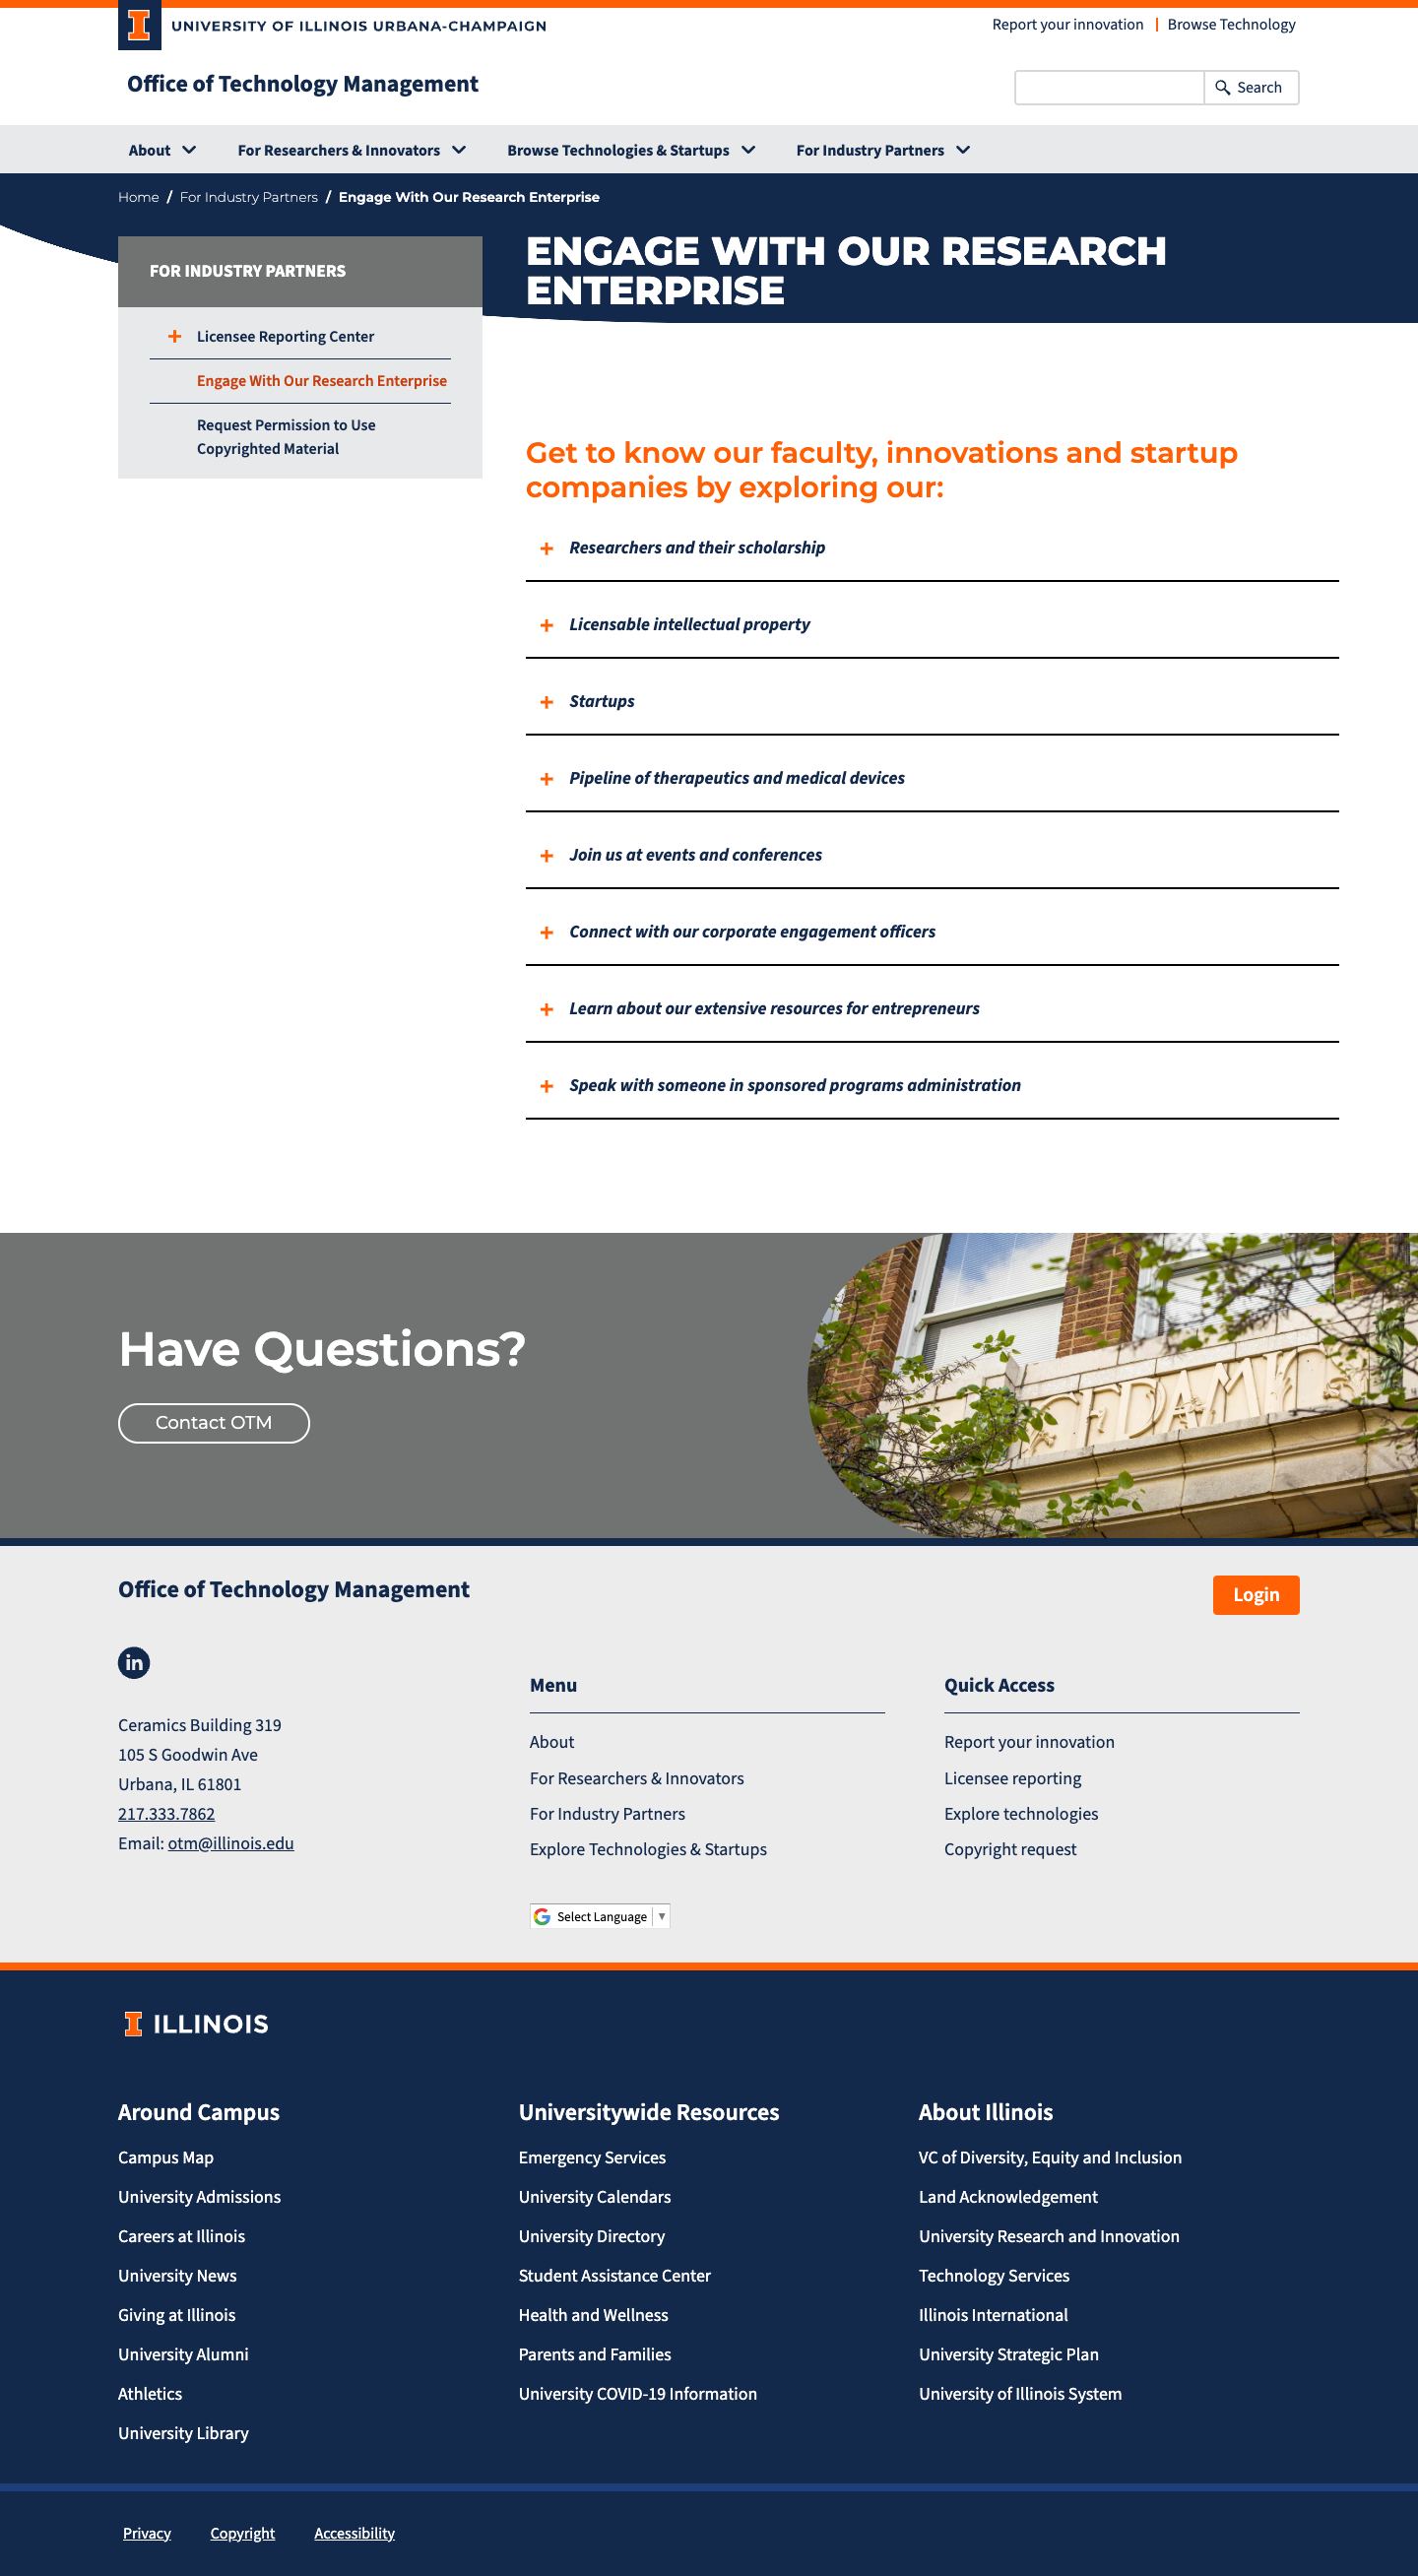 UNIVERSITY OF ILLINOIS URBANA-CHAMPAIGN
Report your innovation
Browse Technology
Office of Technology Management
Search
About
For Researchers & Innovators
Browse Technologies & Startups
For Industry Partners
Home / For Industry Partners / Engage With Our Research Enterprise
FOR INDUSTRY PARTNERS
Licensee Reporting Center
Engage With Our Research Enterprise
Request Permission to Use
Copyrighted Material
ENGAGE WITH OUR RESEARCH
ENTERPRISE
Get to know our faculty, innovations and startup
companies by exploring our:
Researchers and their scholarship
Licensable intellectual property
Startups
Pipeline of therapeutics and medical devices
Join us at events and conferences
Connect with our corporate engagement officers
Learn about our extensive resources for entrepreneurs
Speak with someone in sponsored programs administration
Have Questions?
Contact OTM
Office of Technology Management
Login
in
Ceramics Building 319
105 S Goodwin Ave
Urbana, IL 61801
217.333.7862
Email: otm@illinois.edu
Menu
About
For Researchers & Innovators
For Industry Partners
Explore Technologies & Startups
Select Language
Quick Access
Report your innovation
Licensee reporting
Explore technologies
Copyright request
ILLINOIS
Around Campus
Campus Map
University Admissions
Careers at Illinois
University News
Giving at Illinois
University Alumni
Athletics
University Library
Universitywide Resources
Emergency Services
University Calendars
University Directory
Student Assistance Center
Health and Wellness
Parents and Families
University COVID-19 Information
About Illinois
VC of Diversity, Equity and Inclusion
Land Acknowledgement
University Research and Innovation
Technology Services
Illinois International
University Strategic Plan
University of Illinois System
Privacy
Copyright
Accessibility